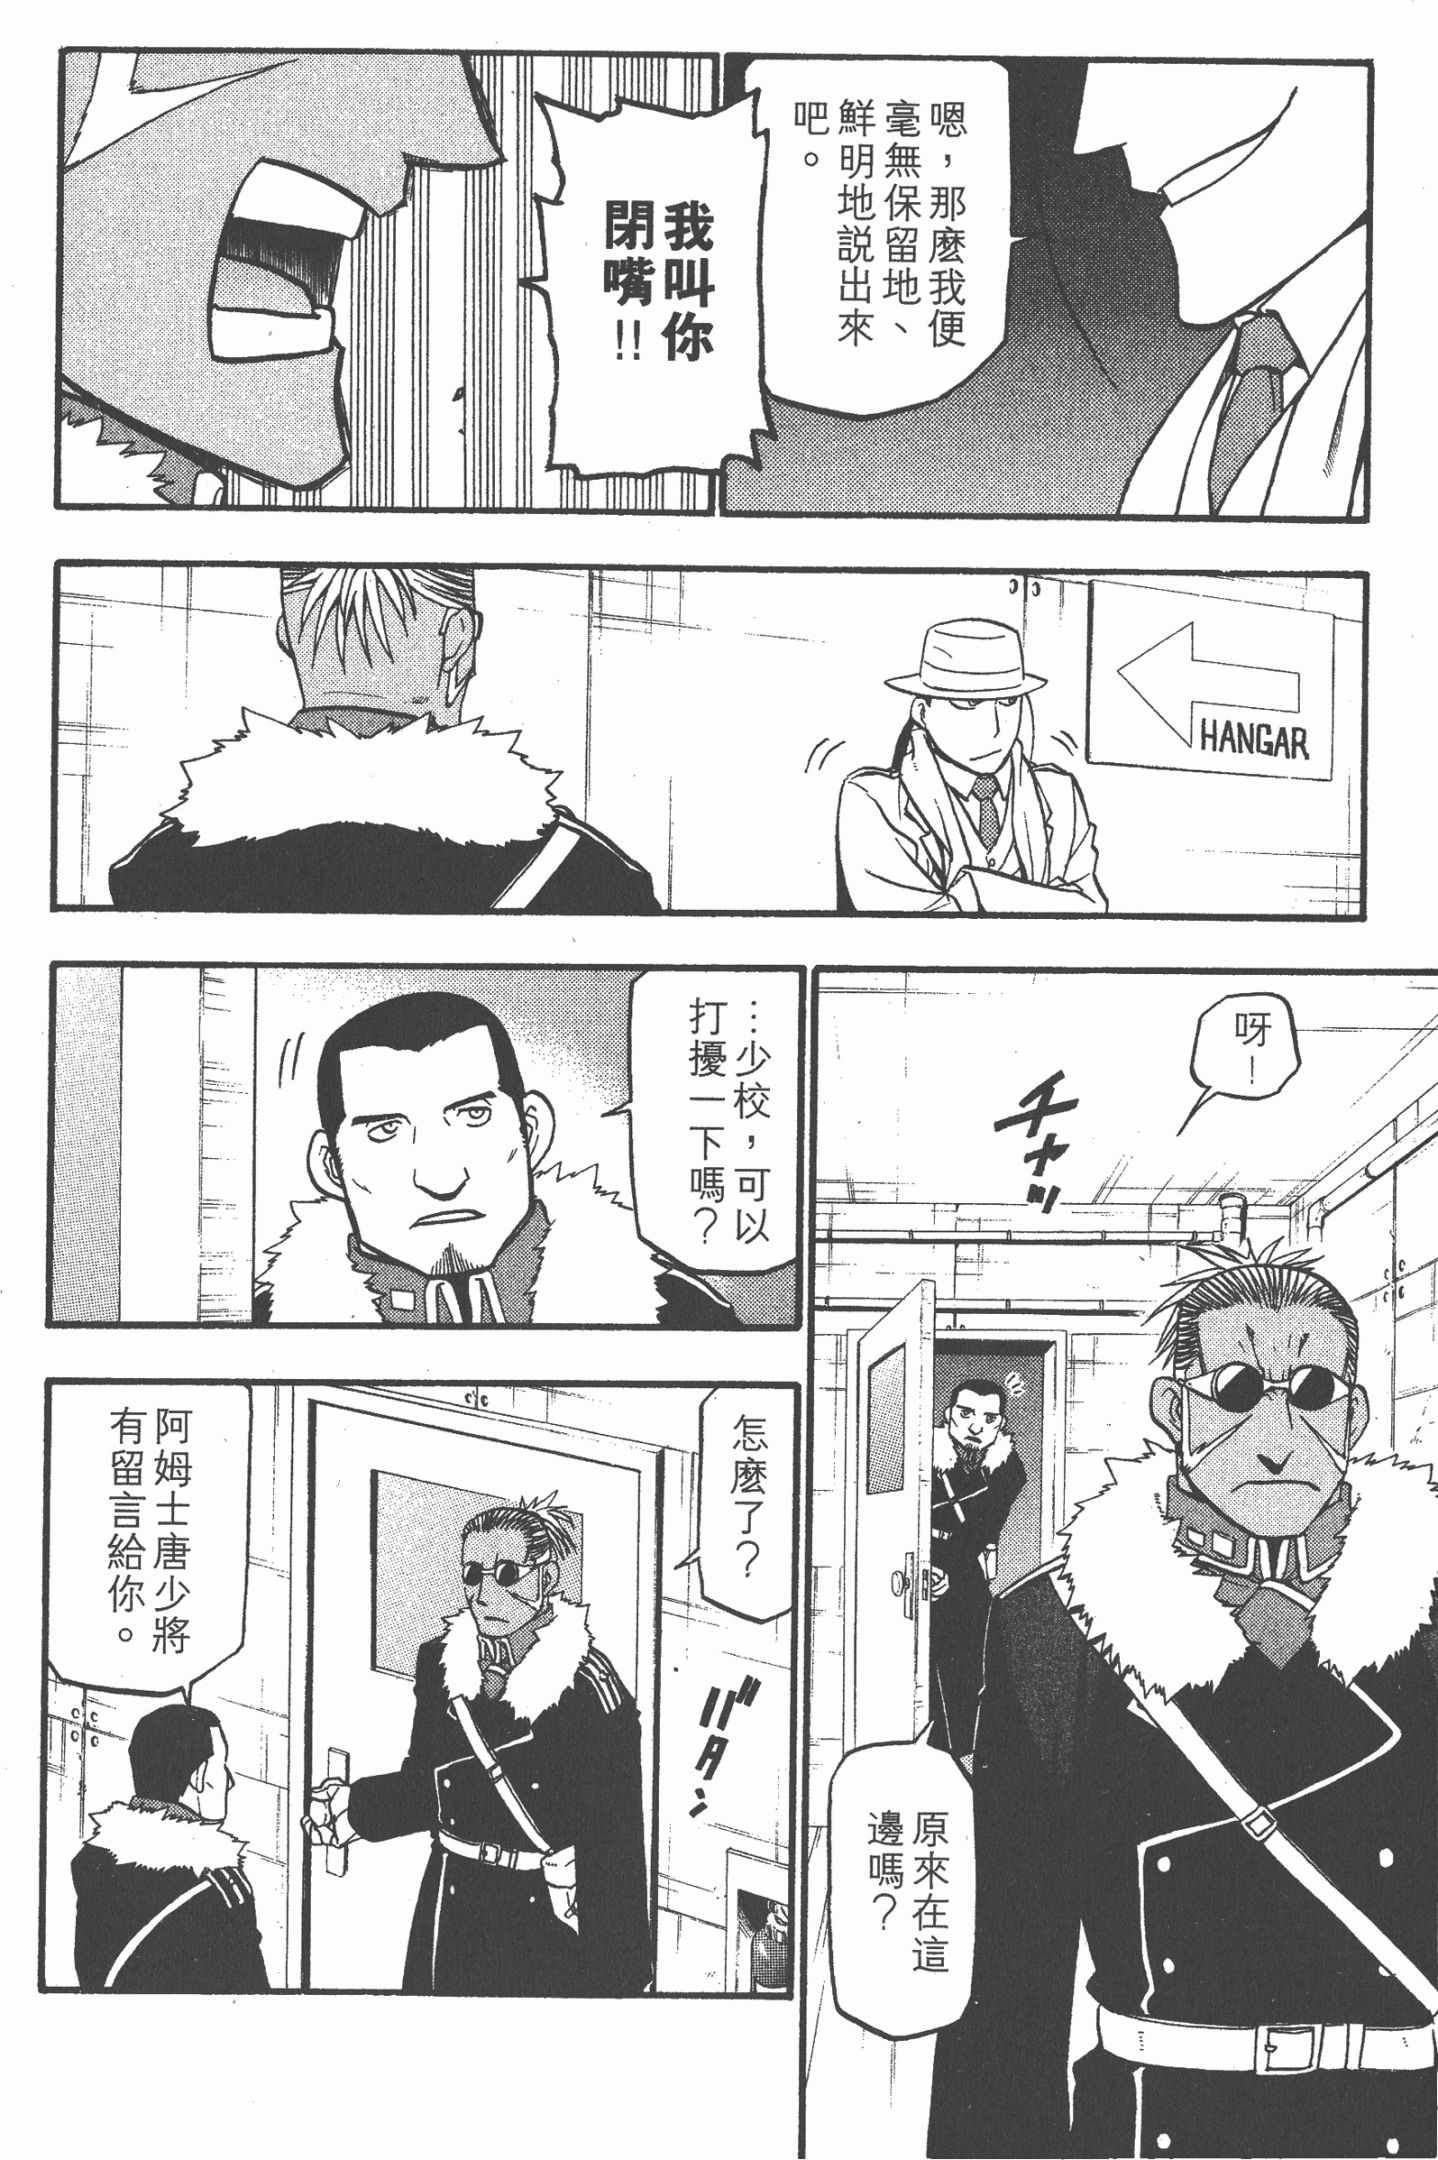 嗯，那麼我便
毫無保留地、
鮮明地説出來
吧。
我叫你
閉嘴!!
HANGAR
呀！
チャッ
原來在這
邊嗎？
…少校，可以
打擾一下嗎？
怎麼了？
バタン
阿姆士唐少將
有留言給你。